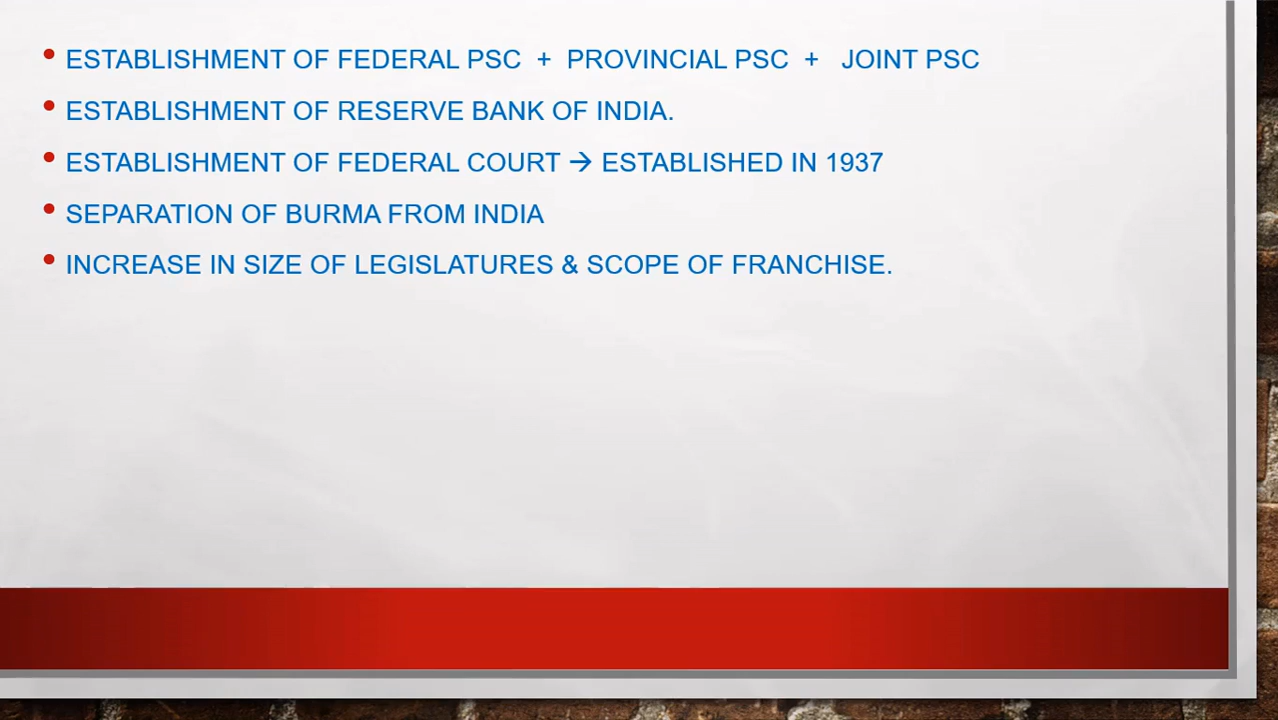 • ESTABLISHMENT OF FEDERAL PSC + PROVINCIAL PSC + JOINT PSC
• ESTABLISHMENT OF RESERVE BANK OF INDIA.
• ESTABLISHMENT OF FEDERAL COURT → ESTABLISHED IN 1937
• SEPARATION OF BURMA FROM INDIA
• INCREASE IN SIZE OF LEGISLATURES & SCOPE OF FRANCHISE.